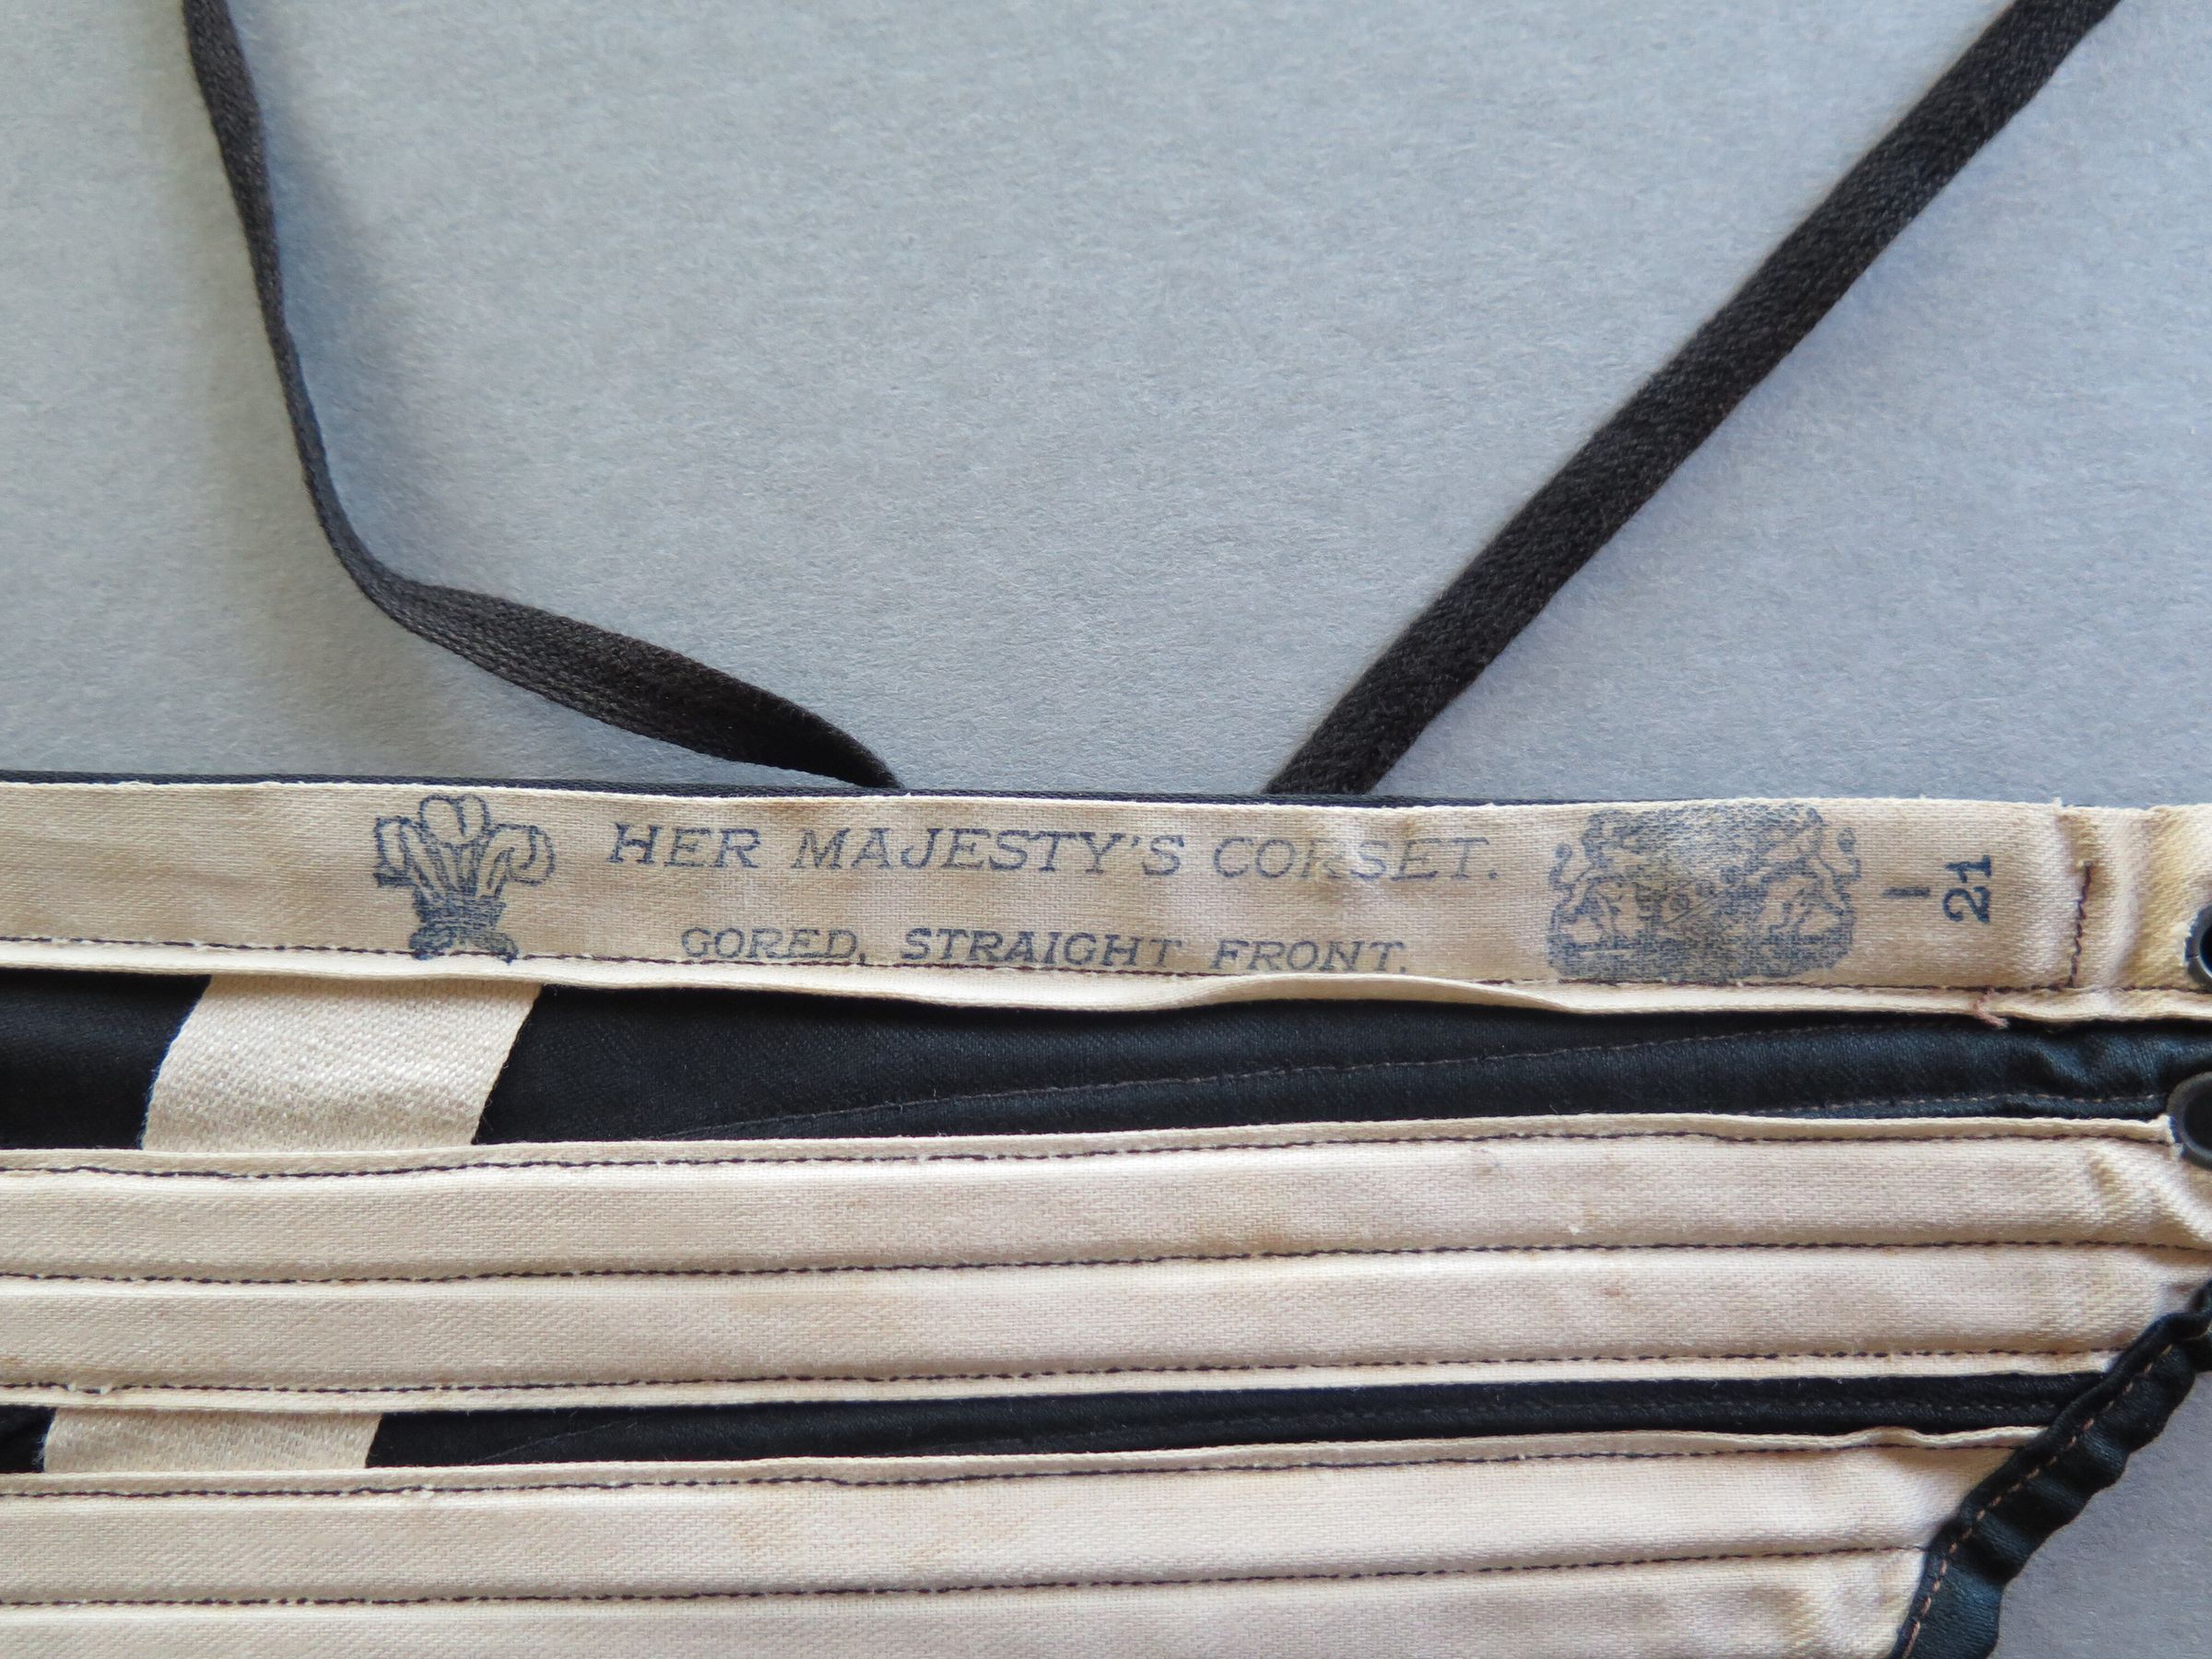 HER MAJESTY'S CORSET.
GORED, STRAIGHT FRONT.
1
21